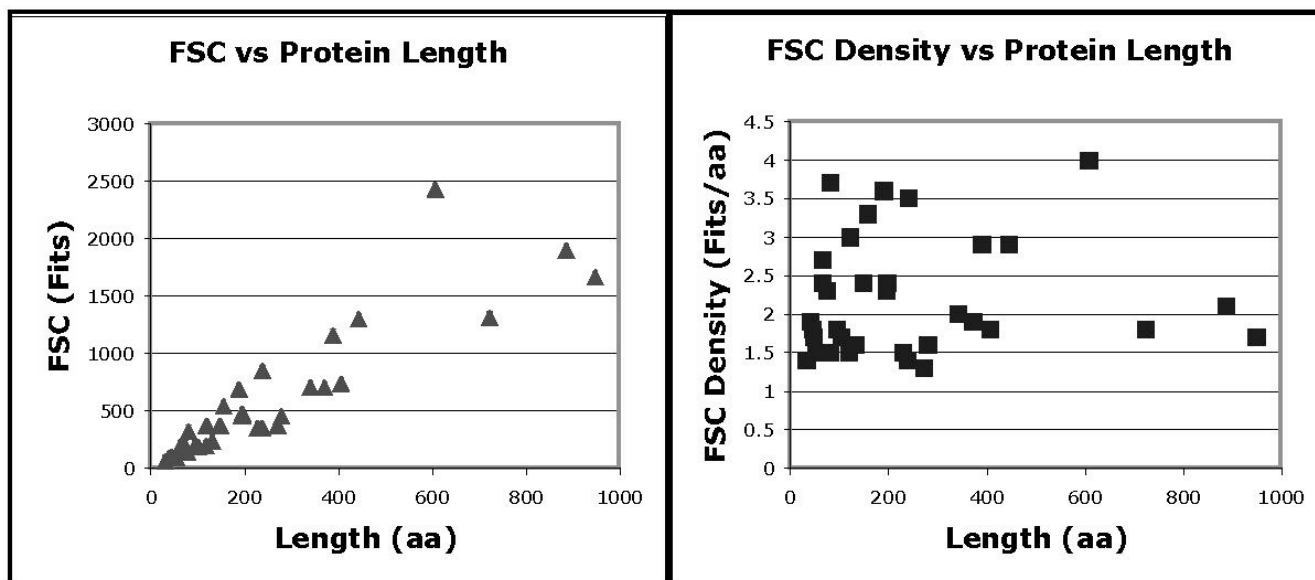 FSC vs Protein Length
FSC (Fits)
3000
2500
2000
1500
1000
500
0
0 200 400 600 800 1000
Length (aa)
FSC Density vs Protein Length
FSC Density (Fits/aa)
4.5
4
3.5
3
2.5
2
1.5
1
0.5
0
0 200 400 600 800 1000
Length (aa)